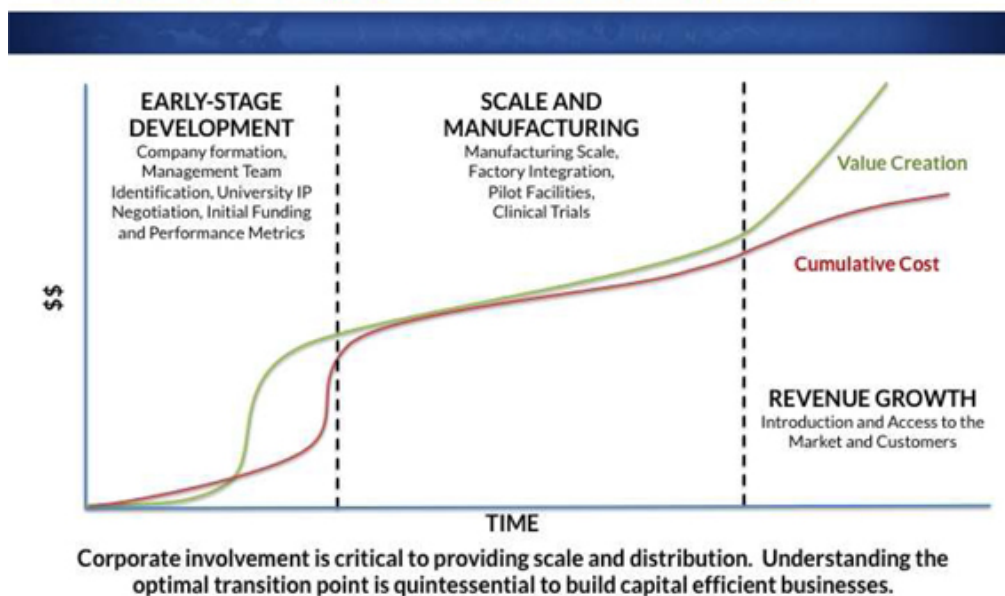 EARLY-STAGE
DEVELOPMENT
Company formation,
Management Team
Identification, University IP
Negotiation, Initial Funding
and Performance Metrics
SCALE AND
MANUFACTURING
Manufacturing Scale,
Factory Integration,
Pilot Facilities,
Clinical Trials
Value Creation
Cumulative Cost
$$
REVENUE GROWTH
Introduction and Access to the
Market and Customers
TIME
Corporate involvement is critical to providing scale and distribution. Understanding the
optimal transition point is quintessential to build capital efficient businesses.